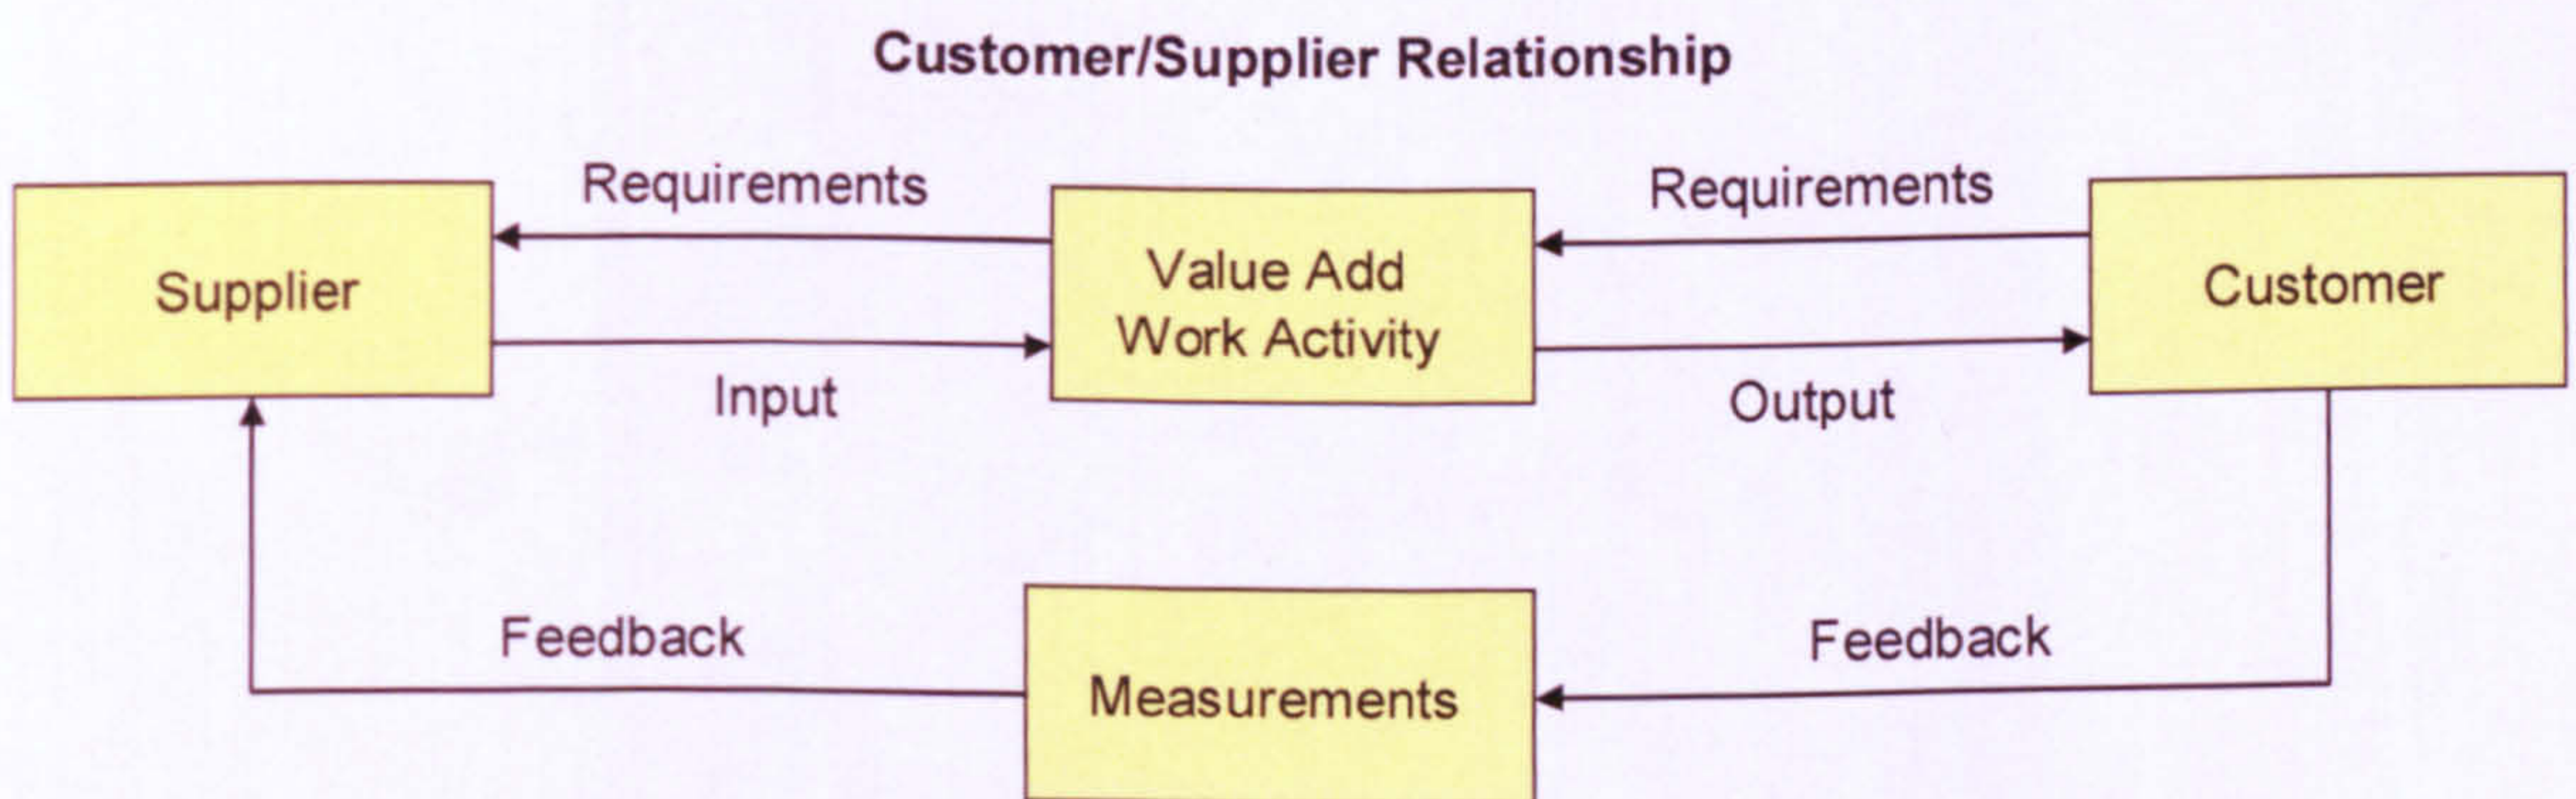 Customer/Supplier Relationship
Requirements
Requirements
Supplier
Value Add
Work Activity
Customer
Input
Output
Feedback
Feedback
Measurements